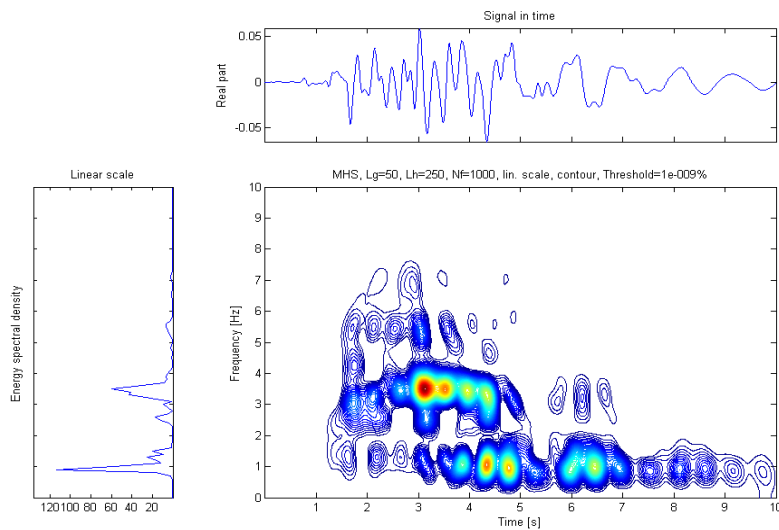 Signal in time
Real part
0.05
0
-0.05
Linear scale
Energy spectral density
120 100 80 60 40 20
MHS, Lg=50, Lh=250, Nf=1000, lin. scale, contour, Threshold=1e-009%
Frequency [Hz]
10
9
8
7
6
5
4
3
2
1
0
1 2 3 4 5 6 7 8 9 10
Time [s]